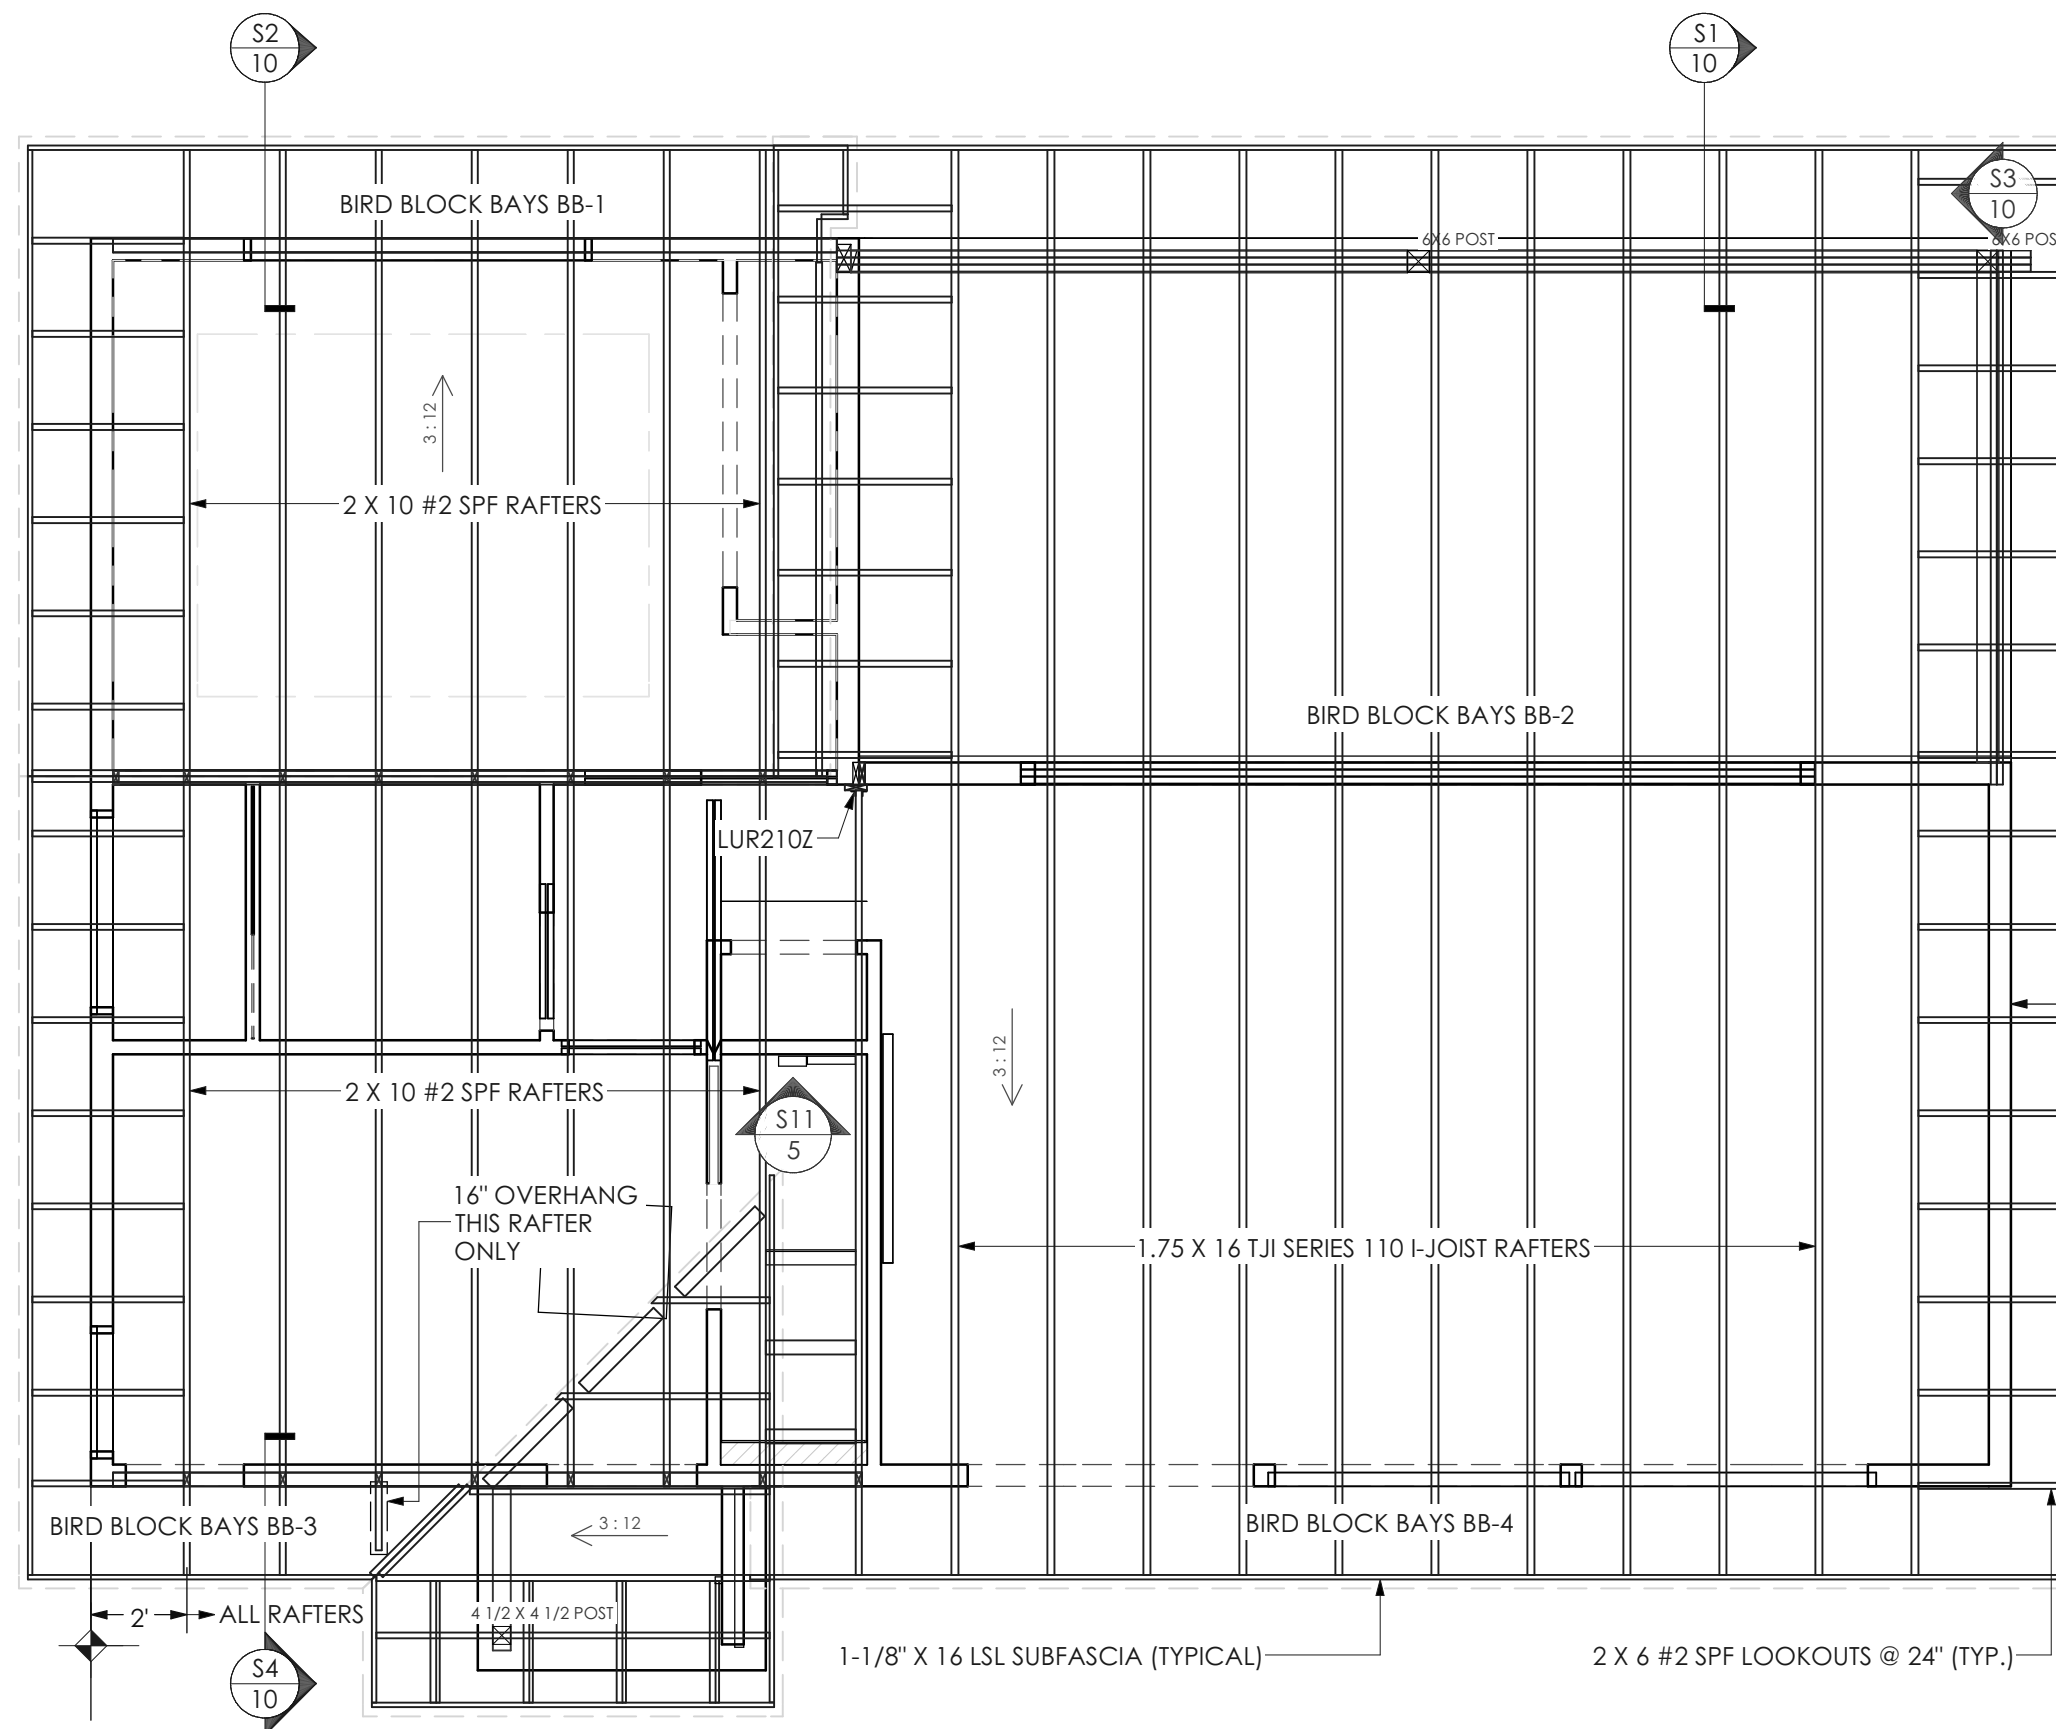 S2
10
S1
10
S3
10
BIRD BLOCK BAYS BB-1
6X6 POST
6X6 POS
3 : 12
2 X 10 #2 SPF RAFTERS
BIRD BLOCK BAYS BB-2
LUR210Z
3 : 12
2 X 10 #2 SPF RAFTERS
S11
5
16" OVERHANG
THIS RAFTER
ONLY
1.75 X 16 TJI SERIES 110 I-JOIST RAFTERS
BIRD BLOCK BAYS BB-3
3 : 12
BIRD BLOCK BAYS BB-4
2'
ALL RAFTERS
4 1/2 X 4 1/2 POST
1-1/8" X 16 LSL SUBFASCIA (TYPICAL)
2 X 6 #2 SPF LOOKOUTS @ 24" (TYP.)
S4
10